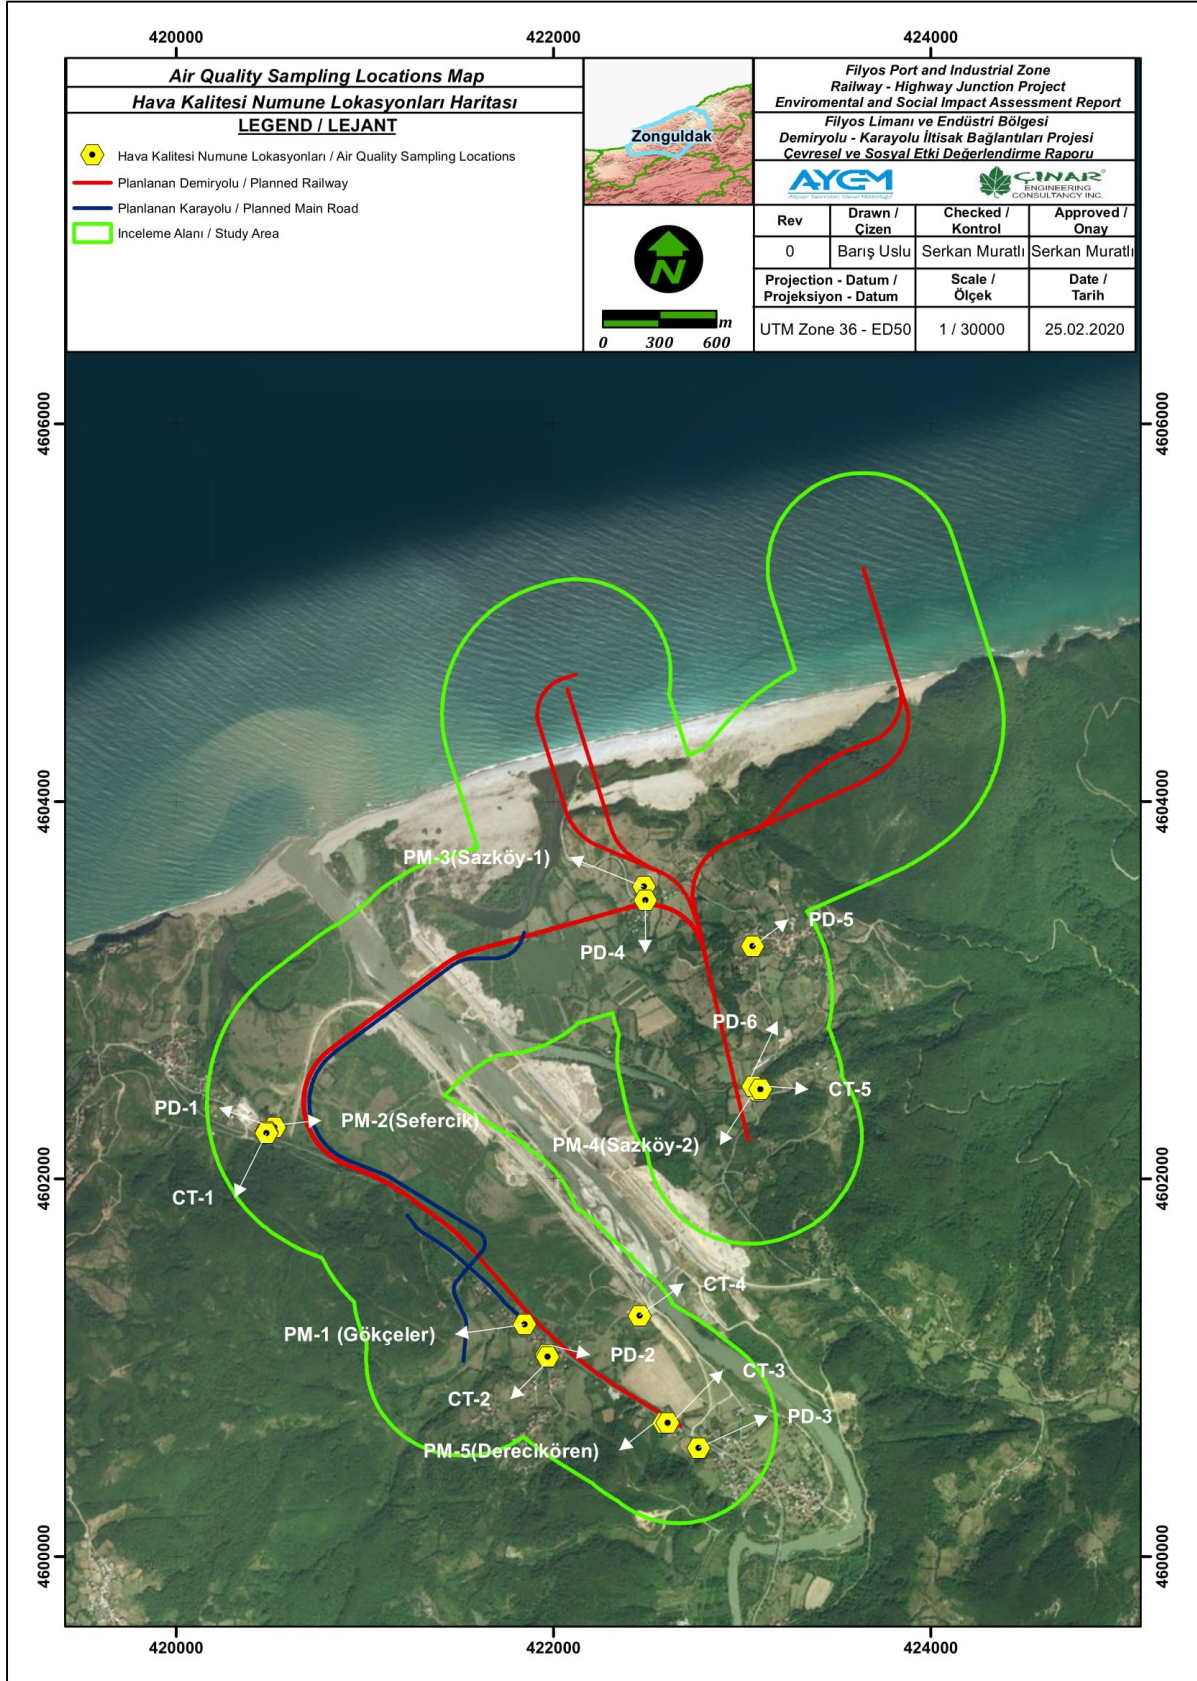 420000 422000 424000
Air Quality Sampling Locations Map
Hava Kalitesi Numune Lokasyonları Haritası
LEGEND / LEJANT
Hava Kalitesi Numune Lokasyonları / Air Quality Sampling Locations
Planlanan Demiryolu / Planned Railway
Planlanan Karayolu / Planned Main Road
Inceleme Alanı / Study Area
Zonguldak
N
m
0 300 600
Filyos Port and Industrial Zone
Railway - Highway Junction Project
Enviromental and Social Impact Assessment Report
Filyos Limanı ve Endüstri Bölgesi
Demiryolu - Karayolu İltisak Bağlantıları Projesi
Çevresel ve Sosyal Etki Değerlendirme Raporu
AYGM
ÇINAR
ENGINEERING
CONSULTANCY INC.
Rev
Drawn /
Çizen
Checked /
Kontrol
Approved /
Onay
0 Barış Uslu Serkan Muratlı Serkan Muratlı
Projection - Datum /
Projeksiyon - Datum
Scale /
Ölçek
Date /
Tarih
UTM Zone 36 - ED50 1 / 30000 25.02.2020
4606000 4606000
4604000 4604000
PM-3(Sazköy-1)
PD-5
PD-4
PD-6
CT-5
PD-1
PM-2(Sefercik)
PM-4(Sazköy-2)
4602000 4602000
CT-1
CT-4
PM-1 (Gökçeler)
PD-2
CT-3
CT-2
PD-3
PM-5(Derecikören)
4600000 4600000
420000 422000 424000